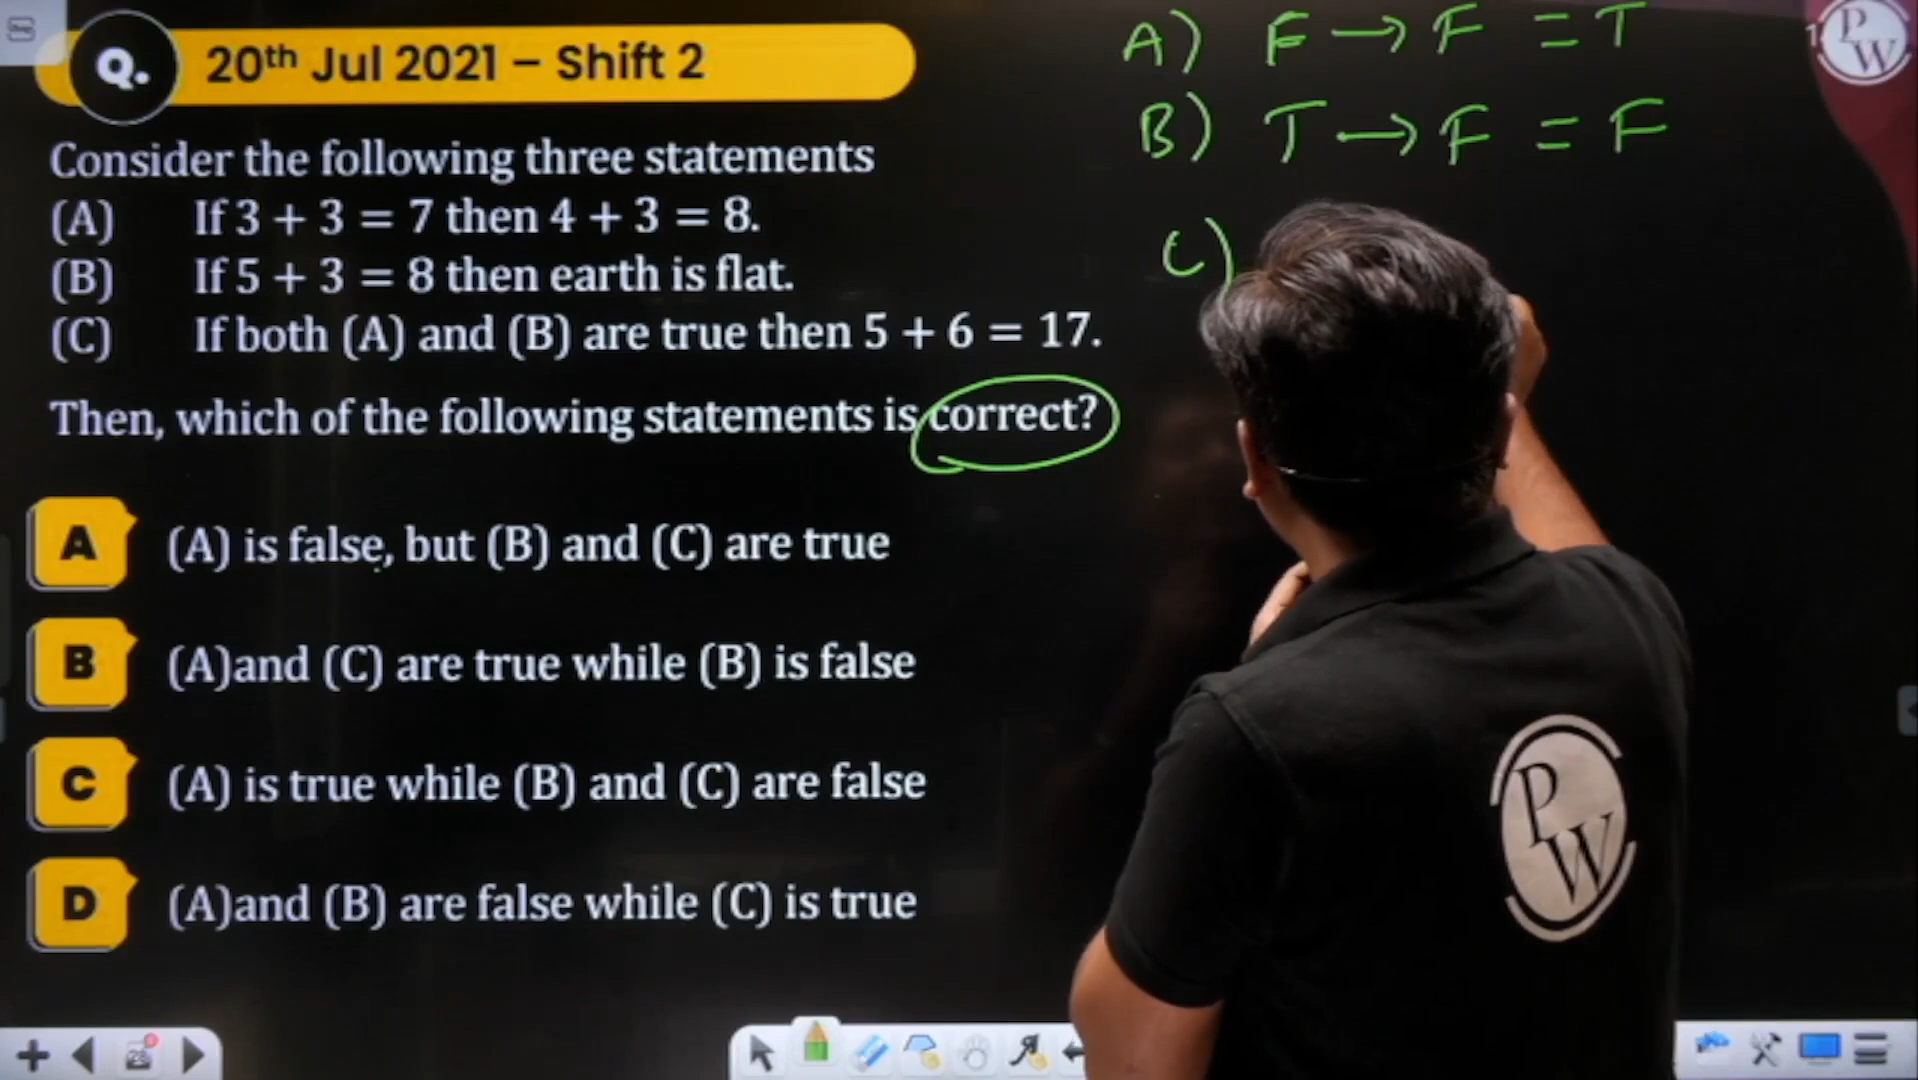 Q.
20th Jul 2021 – Shift 2
Consider the following three statements
(A) If 3 + 3 = 7 then 4 + 3 = 8.
(B) If 5 + 3 = 8 then earth is flat.
(C) If both (A) and (B) are true then 5 + 6 = 17.
Then, which of the following statements is correct?
A (A) is false, but (B) and (C) are true
B (A)and (C) are true while (B) is false
C (A) is true while (B) and (C) are false
D (A)and (B) are false while (C) is true
A) F → F = T
B) T → F = F
C)
PW
PW